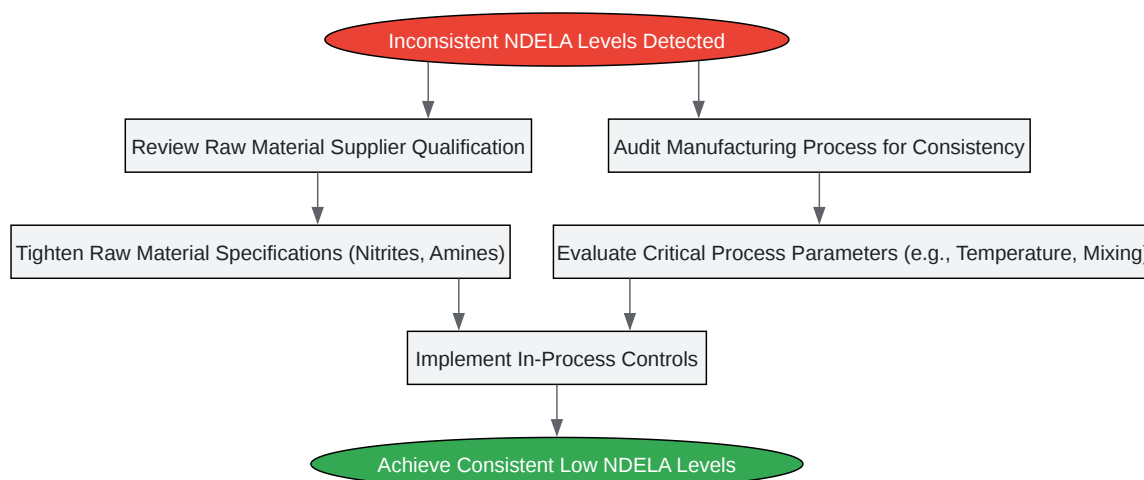 Inconsistent NDELA Levels Detected
Review Raw Material Supplier Qualification
Audit Manufacturing Process for Consistency
Tighten Raw Material Specifications (Nitrites, Amines)
Evaluate Critical Process Parameters (e.g., Temperature, Mixing)
Implement In-Process Controls
Achieve Consistent Low NDELA Levels